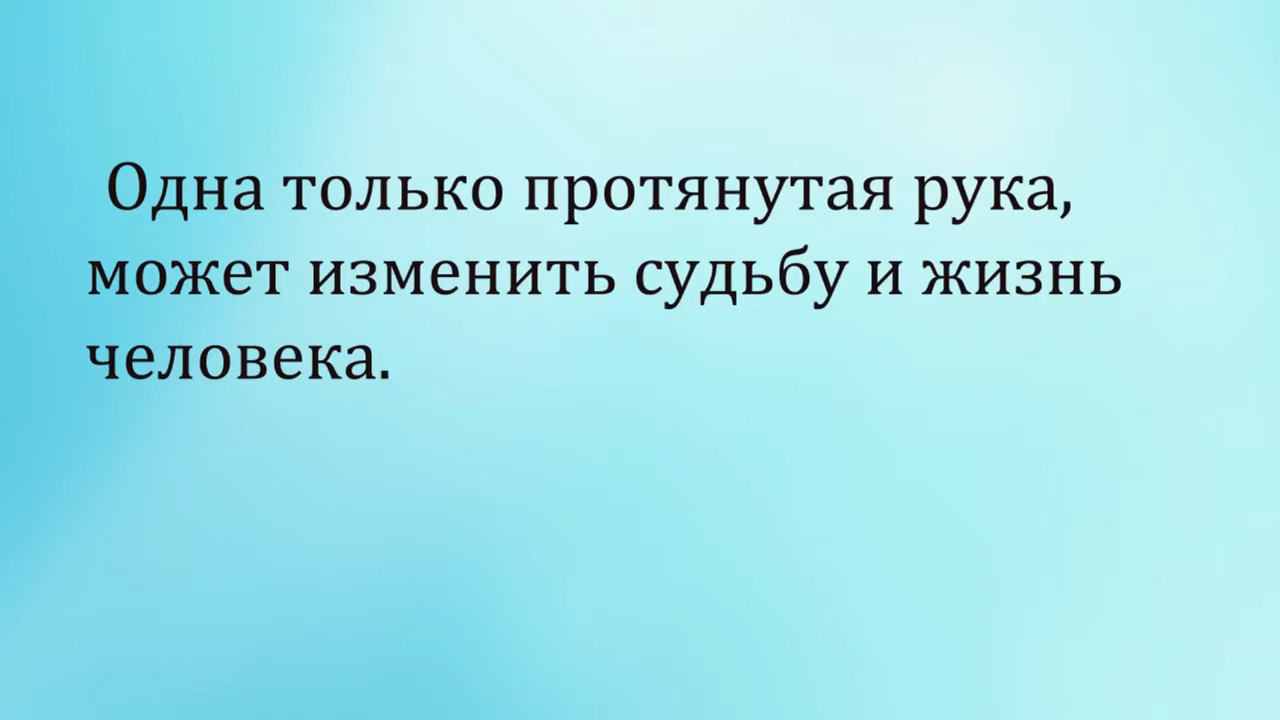 Одна только протянутая рука,
может изменить судьбу и жизнь
человека.